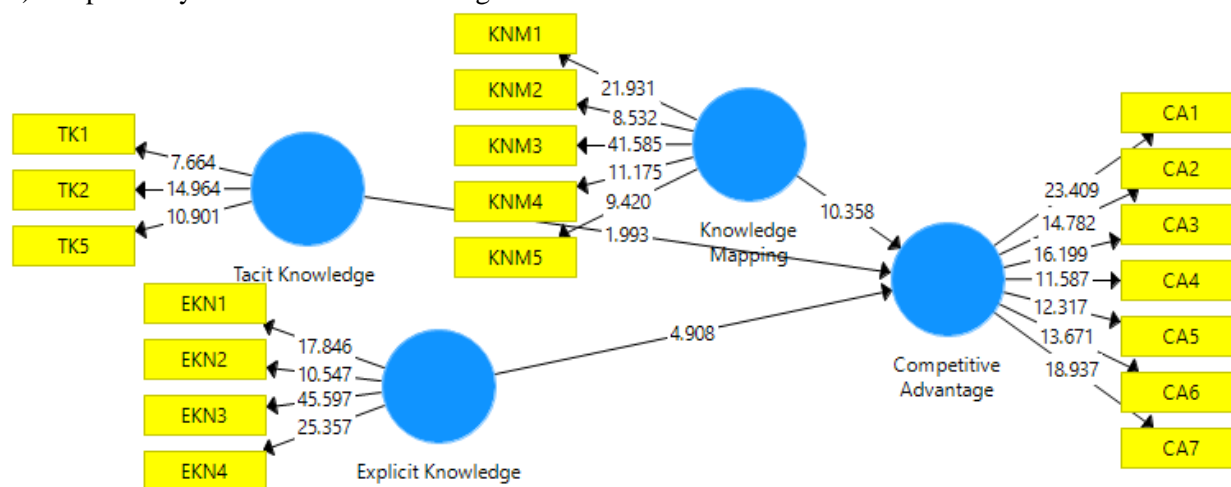 KNM1
KNM2
KNM3
KNM4
KNM5
21.931
8.532
41.585
11.175
9.420
Knowledge
Mapping
TK1
TK2
TK5
7.664
14.964
10.901
Tacit Knowledge
1.993
10.358
EKN1
EKN2
EKN3
EKN4
17.846
10.547
45.597
25.357
Explicit Knowledge
4.908
Competitive
Advantage
23.409
14.782
16.199
11.587
12.317
13.671
18.937
CA1
CA2
CA3
CA4
CA5
CA6
CA7